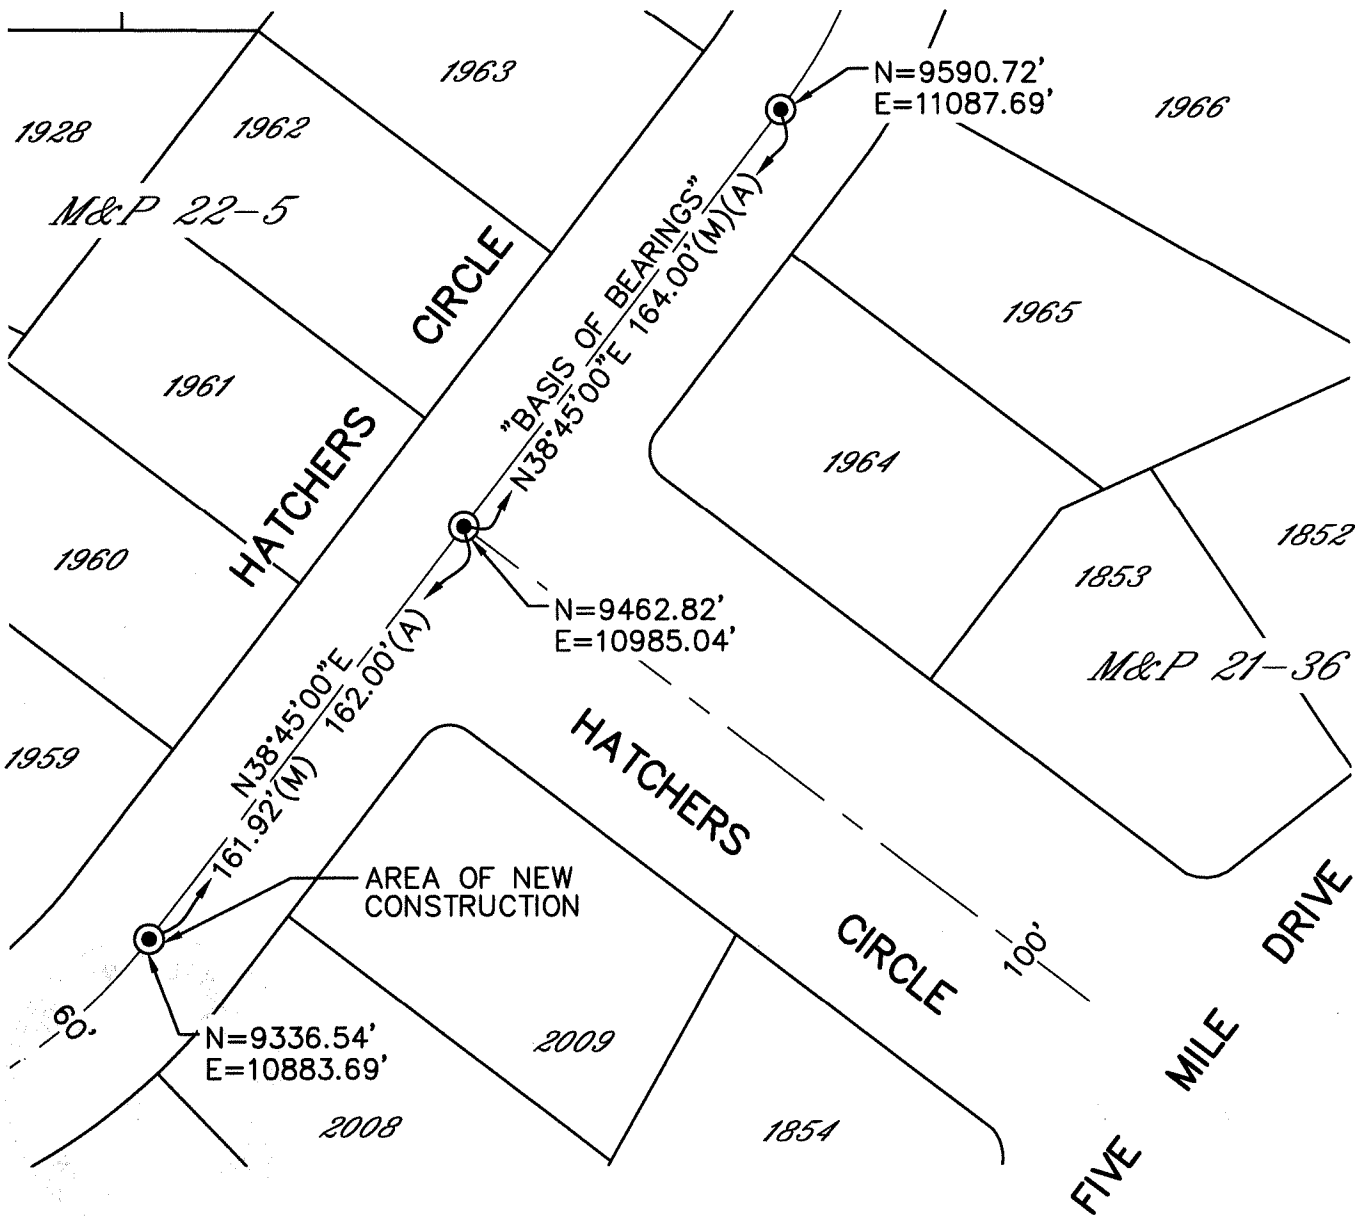 N=9590.72'
E=11087.69'
1963
1966
1928
1962
M&P 22-5
CIRCLE
"BASIS OF BEARINGS"
N38°45'00"E 164.00'(M)(A)
1965
1961
HATCHERS
1964
1960
1852
1853
N=9462.82'
E=10985.04'
M&P 21-36
N38°45'00"E
161.92'(M) 162.00'(A)
1959
HATCHERS
CIRCLE
100'
AREA OF NEW
CONSTRUCTION
60'
N=9336.54'
E=10883.69'
2009
2008
1854
FIVE MILE DRIVE